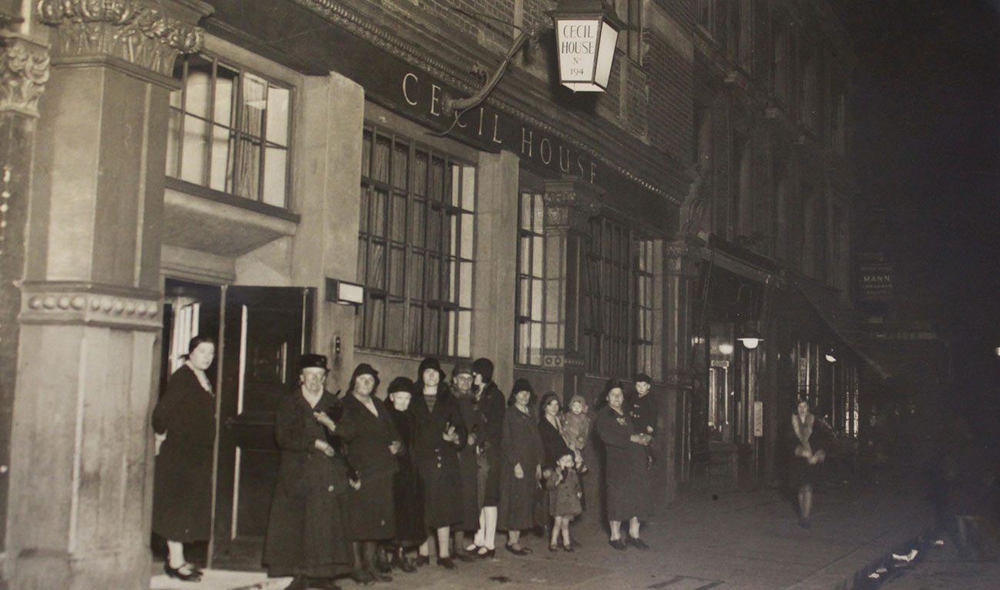 CECIL
HOUSE
No
194
CECIL HOUSE
MANN